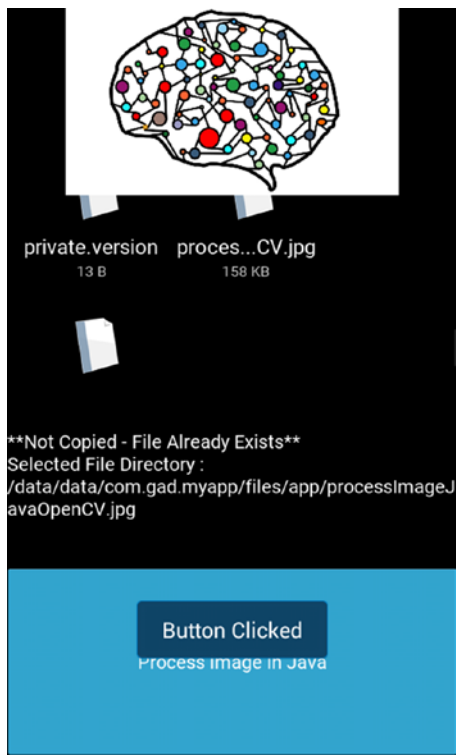 private.version
proces...CV.jpg
13 B
158 KB
**Not Copied - File Already Exists**
Selected File Directory :
/data/data/com.gad.myapp/files/app/processImageJ
avaOpenCV.jpg
Button Clicked
Process Image in Java